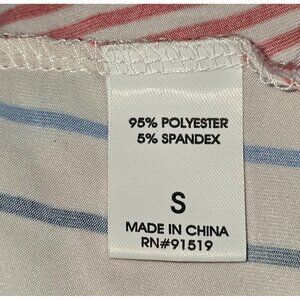 95% POLYESTER
5% SPANDEX
S
MADE IN CHINA
RN#91519